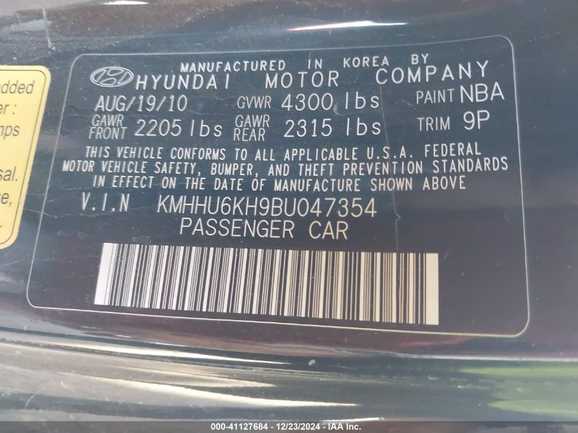 MANUFACTURED IN KOREA BY
HYUNDAI MOTOR COMPANY
AUG/19/10 GVWR 4300 lbs PAINT NBA
GAWR FRONT 2205 lbs GAWR REAR 2315 lbs TRIM 9P
THIS VEHICLE CONFORMS TO ALL APPLICABLE U.S.A. FEDERAL
MOTOR VEHICLE SAFETY, BUMPER, AND THEFT PREVENTION STANDARDS
IN EFFECT ON THE DATE OF MANUFACTURE SHOWN ABOVE
V.I.N KMHHU6KH9BU047354
PASSENGER CAR
000-41127684 - 12/23/2024 - IAA Inc.